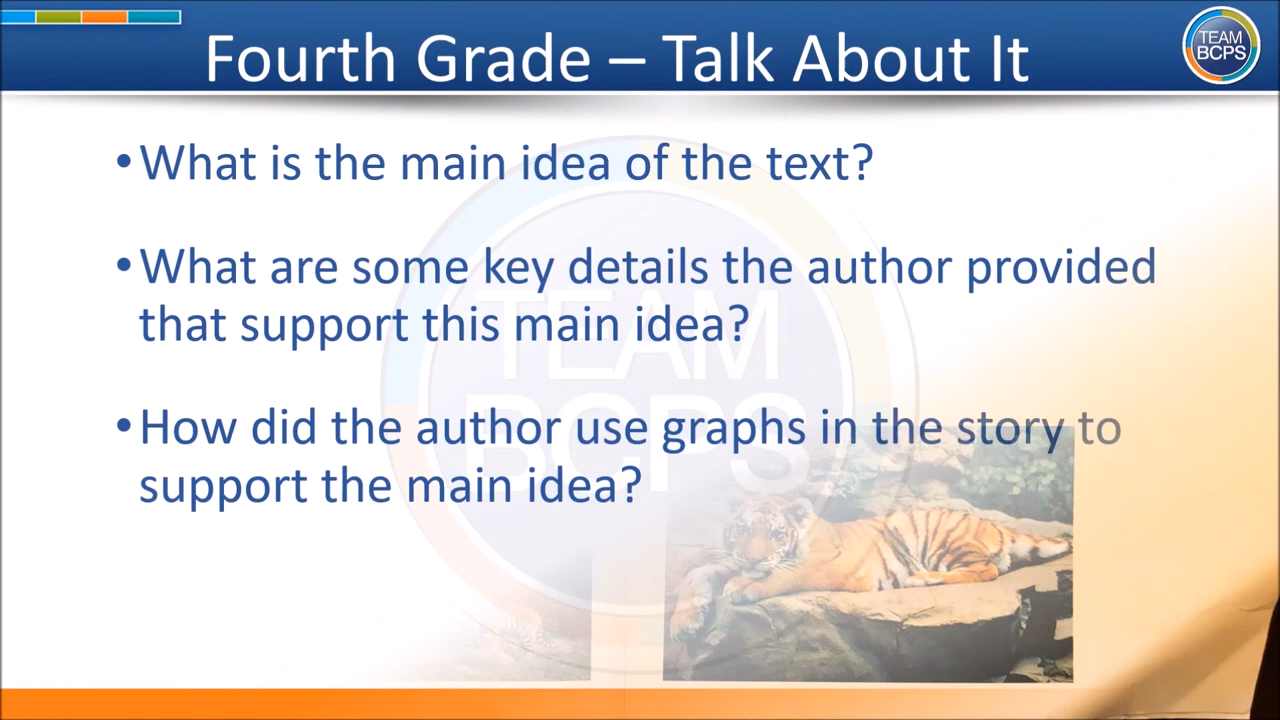 Fourth Grade – Talk About It
TEAM
BCPS
•What is the main idea of the text?
•What are some key details the author provided
that support this main idea?
•How did the author use graphs in the story to
support the main idea?
TEAM
BCPS